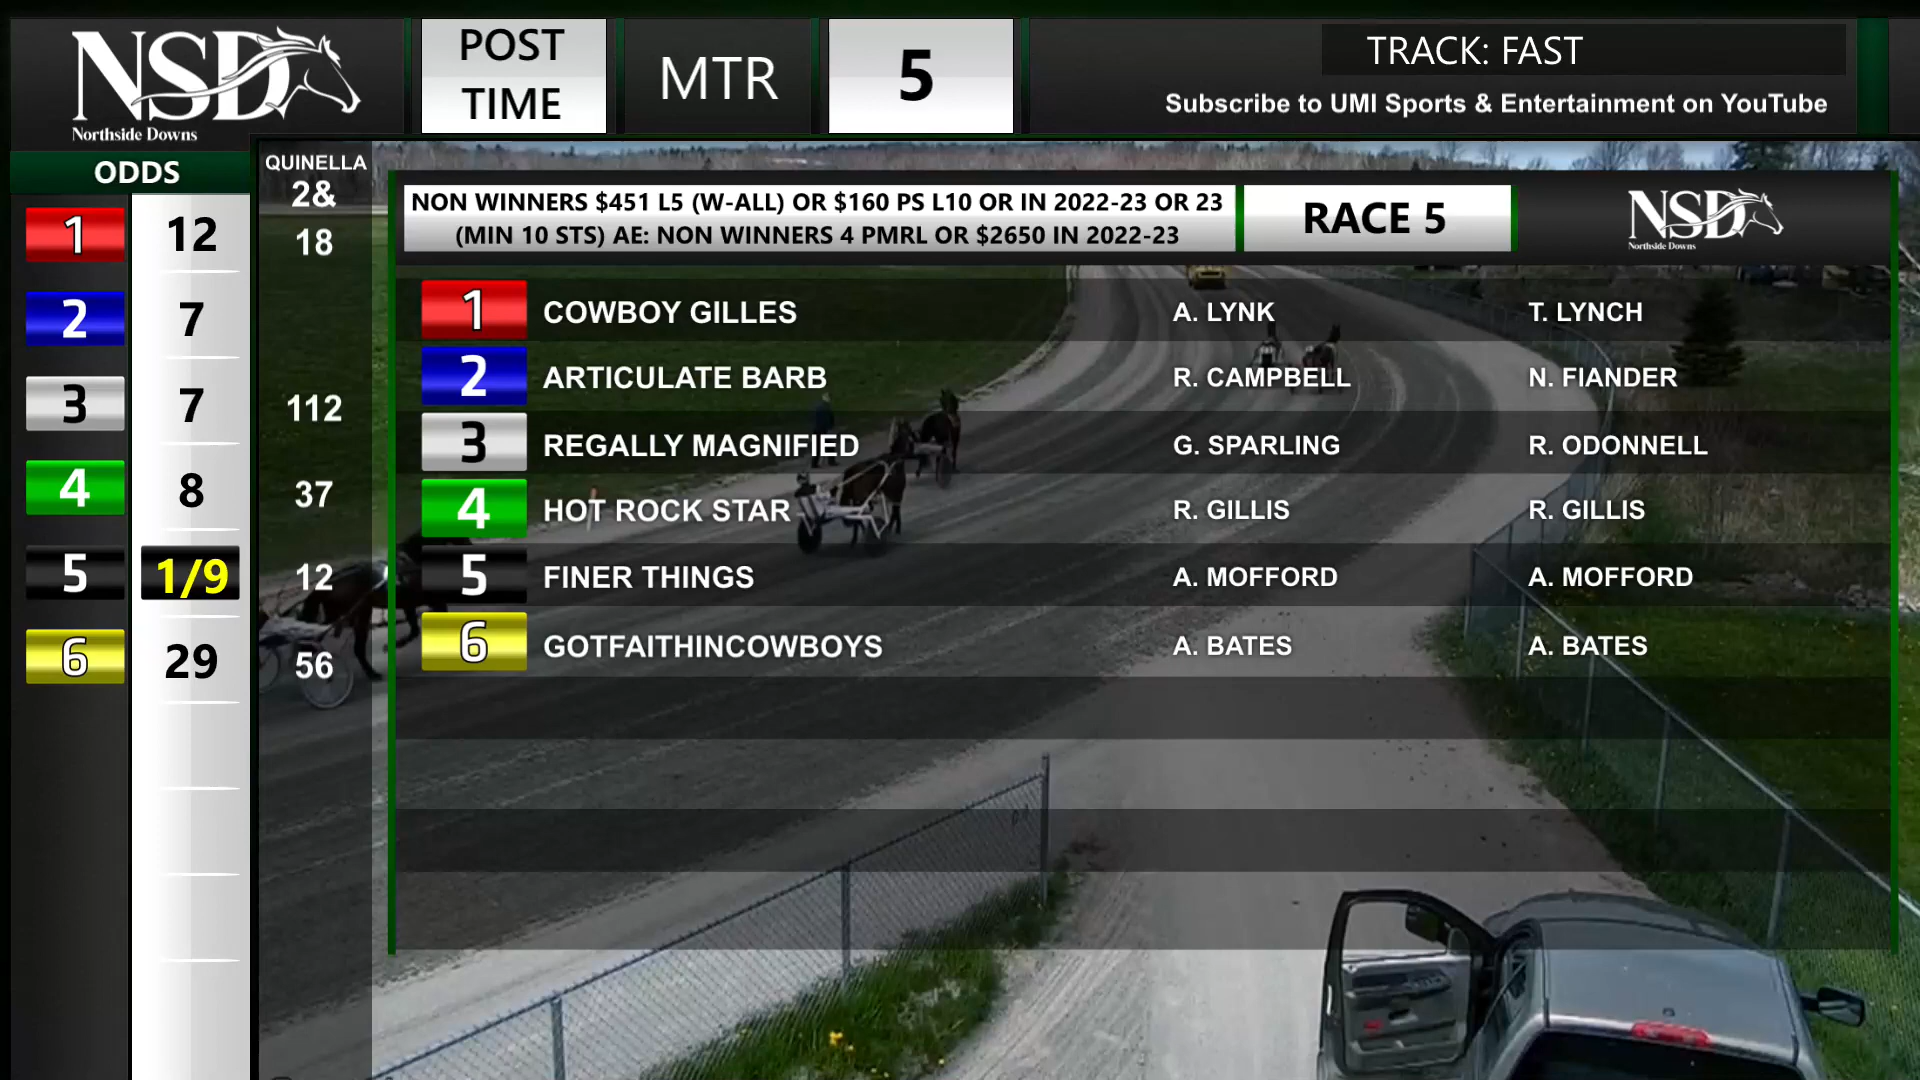 NSD
Northside Downs
POST
TIME
MTR
5
TRACK: FAST
Subscribe to UMI Sports & Entertainment on YouTube
ODDS
QUINELLA
2&
1 12 18
2 7
3 7 112
4 8 37
5 1/9 12
6 29 56
NON WINNERS $451 L5 (W-ALL) OR $160 PS L10 OR IN 2022-23 OR 23
(MIN 10 STS) AE: NON WINNERS 4 PMRL OR $2650 IN 2022-23
RACE 5
NSD
Northside Downs
1 COWBOY GILLES A. LYNK T. LYNCH
2 ARTICULATE BARB R. CAMPBELL N. FIANDER
3 REGALLY MAGNIFIED G. SPARLING R. ODONNELL
4 HOT ROCK STAR R. GILLIS R. GILLIS
5 FINER THINGS A. MOFFORD A. MOFFORD
6 GOTFAITHINCOWBOYS A. BATES A. BATES